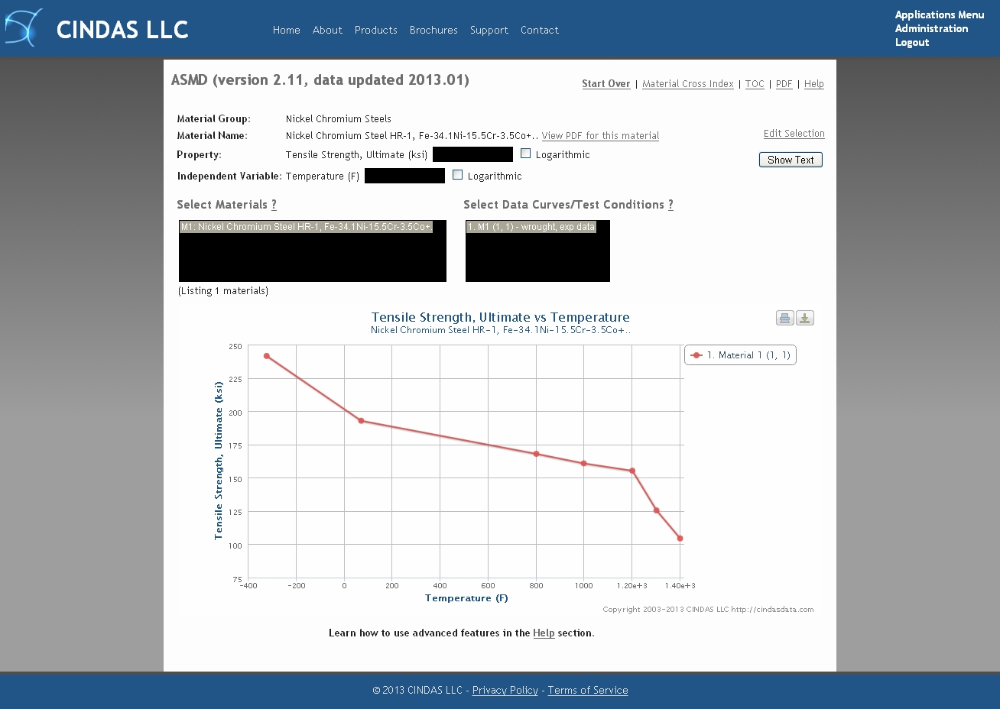 CINDAS LLC
Home About Products Brochures Support Contact
Applications Menu
Administration
Logout
ASMD (version 2.11, data updated 2013.01)
Start Over | Material Cross Index | TOC | PDF | Help
Material Group: Nickel Chromium Steels
Material Name: Nickel Chromium Steel HR-1, Fe-34.1Ni-15.5Cr-3.5Co+.. View PDF for this material
Edit Selection
Property: Tensile Strength, Ultimate (ksi) Logarithmic
Show Text
Independent Variable: Temperature (F) Logarithmic
Select Materials ?
Select Data Curves/Test Conditions ?
M1: Nickel Chromium Steel HR-1, Fe-34.1Ni-15.5Cr-3.5Co+.
1. M1 (1, 1) - wrought, exp data
(Listing 1 materials)
Tensile Strength, Ultimate vs Temperature
Nickel Chromium Steel HR-1, Fe-34.1Ni-15.5Cr-3.5Co+..
1. Material 1 (1, 1)
Tensile Strength, Ultimate (ksi)
250
225
200
175
150
125
100
75
-400 -200 0 200 400 600 800 1000 1.20e+3 1.40e+3
Temperature (F)
Copyright 2003-2013 CINDAS LLC http://cindasdata.com
Learn how to use advanced features in the Help section.
© 2013 CINDAS LLC - Privacy Policy - Terms of Service